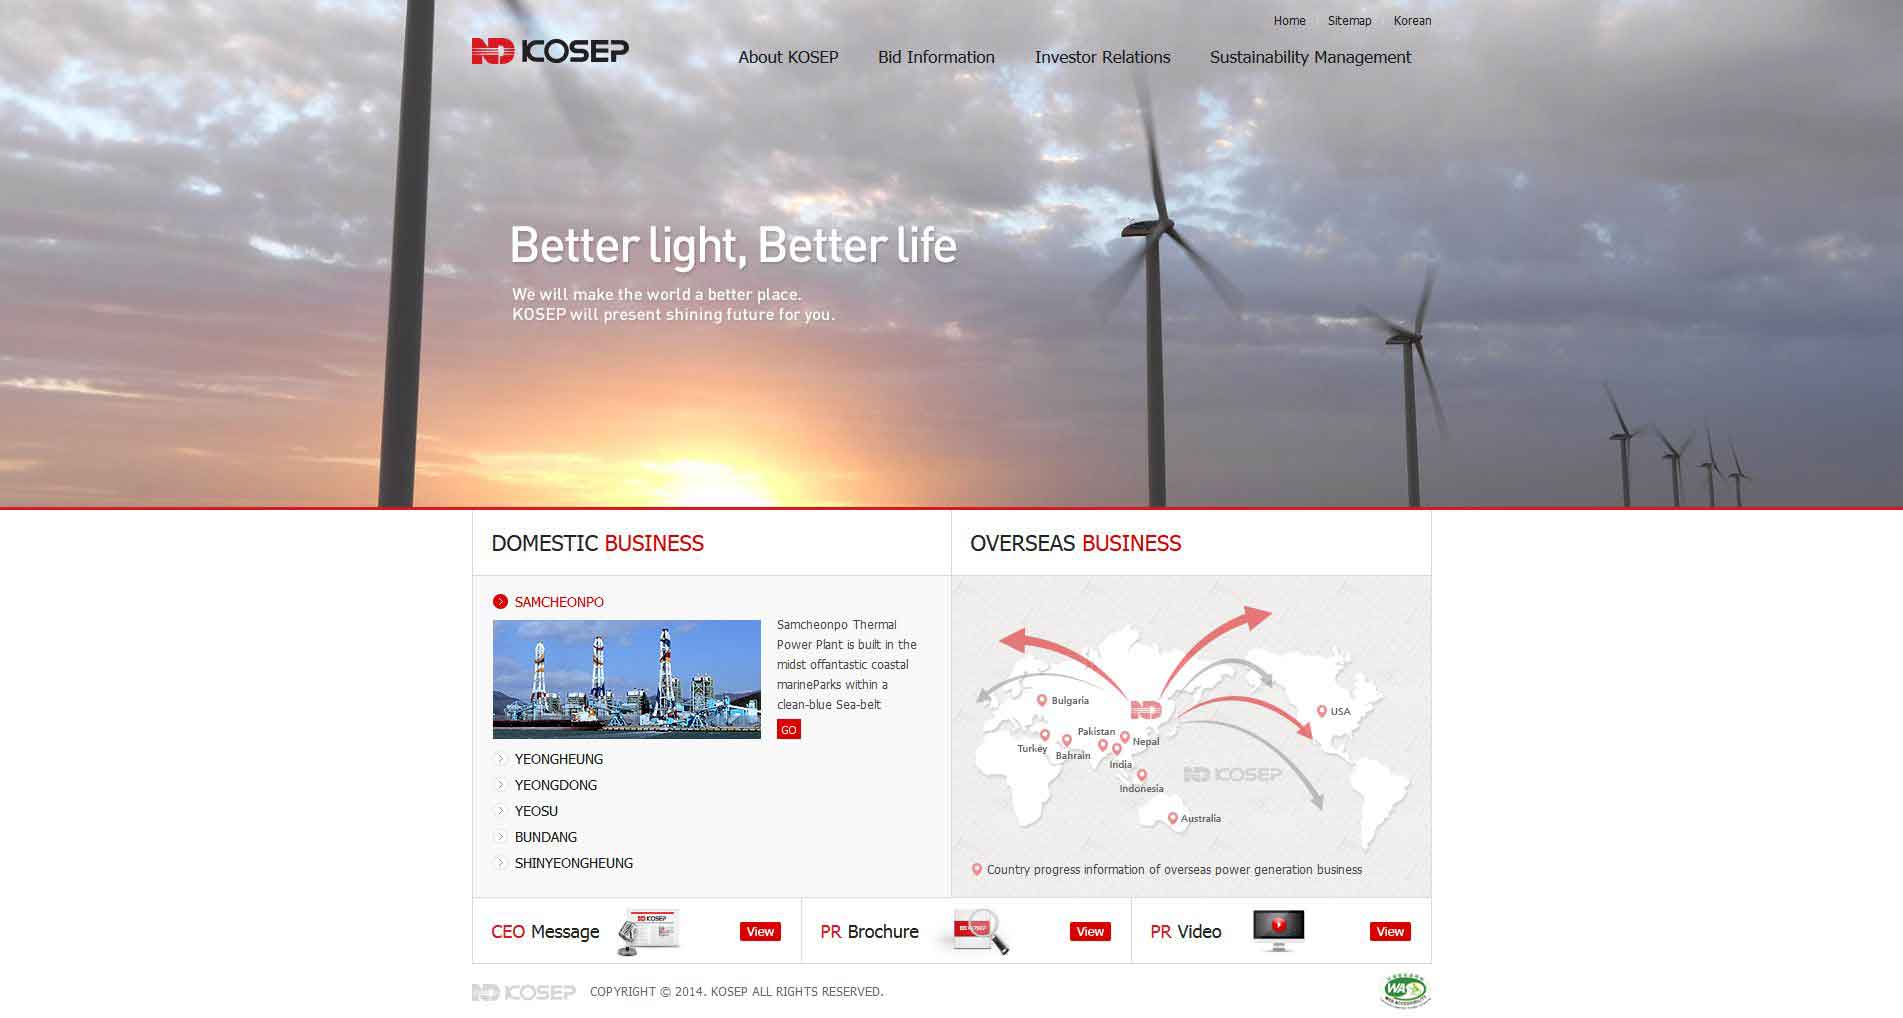 Home Sitemap Korean
KOSEP
About KOSEP Bid Information Investor Relations Sustainability Management
Better light, Better life
We will make the world a better place.
KOSEP will present shining future for you.
DOMESTIC BUSINESS
SAMCHEONPO
Samcheonpo Thermal
Power Plant is built in the
midst offantastic coastal
marineParks within a
clean-blue Sea-belt
GO
YEONGHEUNG
YEONGDONG
YEOSU
BUNDANG
SHINYEONGHEUNG
OVERSEAS BUSINESS
Bulgaria
USA
Turkey
Bahrain
Pakistan
Nepal
India
Indonesia
KOSEP
Australia
Country progress information of overseas power generation business
CEO Message
KOSEP
View
PR Brochure
View
PR Video
View
KOSEP COPYRIGHT © 2014. KOSEP ALL RIGHTS RESERVED.
WA
WEB ACCESSIBILITY